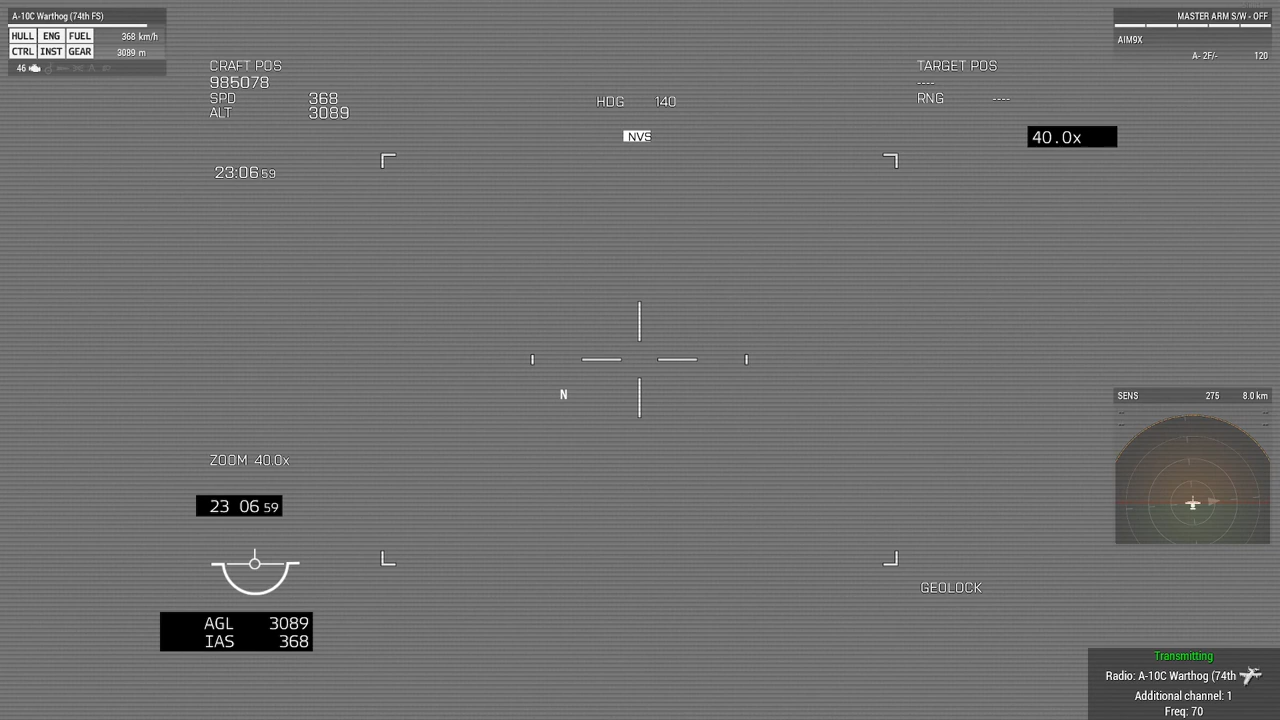 A-10C Warthog (74th FS)
HULL ENG FUEL 368 km/h
CTRL INST GEAR 3089 m
46
MASTER ARM S/W - OFF
AIM9X
A- 2F/- 120
CRAFT POS
985078
SPD 368
ALT 3089
HDG 140
NVS
TARGET POS
----
RNG ----
40.0x
23:06 59
N
SENS 275 8.0 km
ZOOM 40.0x
23 06 59
GEOLOCK
AGL 3089
IAS 368
Transmitting
Radio: A-10C Warthog (74th
Additional channel: 1
Freq: 70